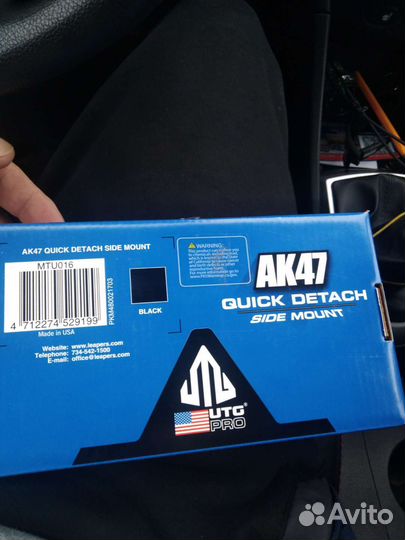 AK47 QUICK DETACH SIDE MOUNT
MTU016
4 712274 529199
Made in USA
PKMA480021703
BLACK
Website: www.leapers.com
Telephone: 734-542-1500
E-mail: office@leapers.com
WARNING:
AK47
QUICK DETACH
SIDE MOUNT
UTG®
PRO
Avito